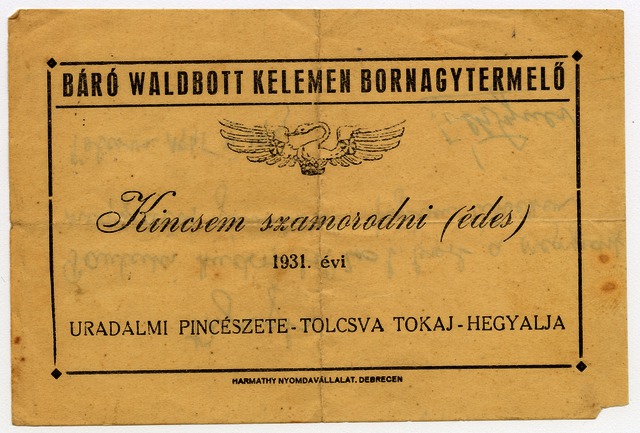 BÁRÓ WALDBOTT KELEMEN BORNAGYTERMELŐ
Kincsem szamorodni (édes)
1931. évi
URADALMI PINCÉSZETE - TOLCSVA TOKAJ - HEGYALJA
HARMATHY NYOMDAVÁLLALAT. DEBRECEN